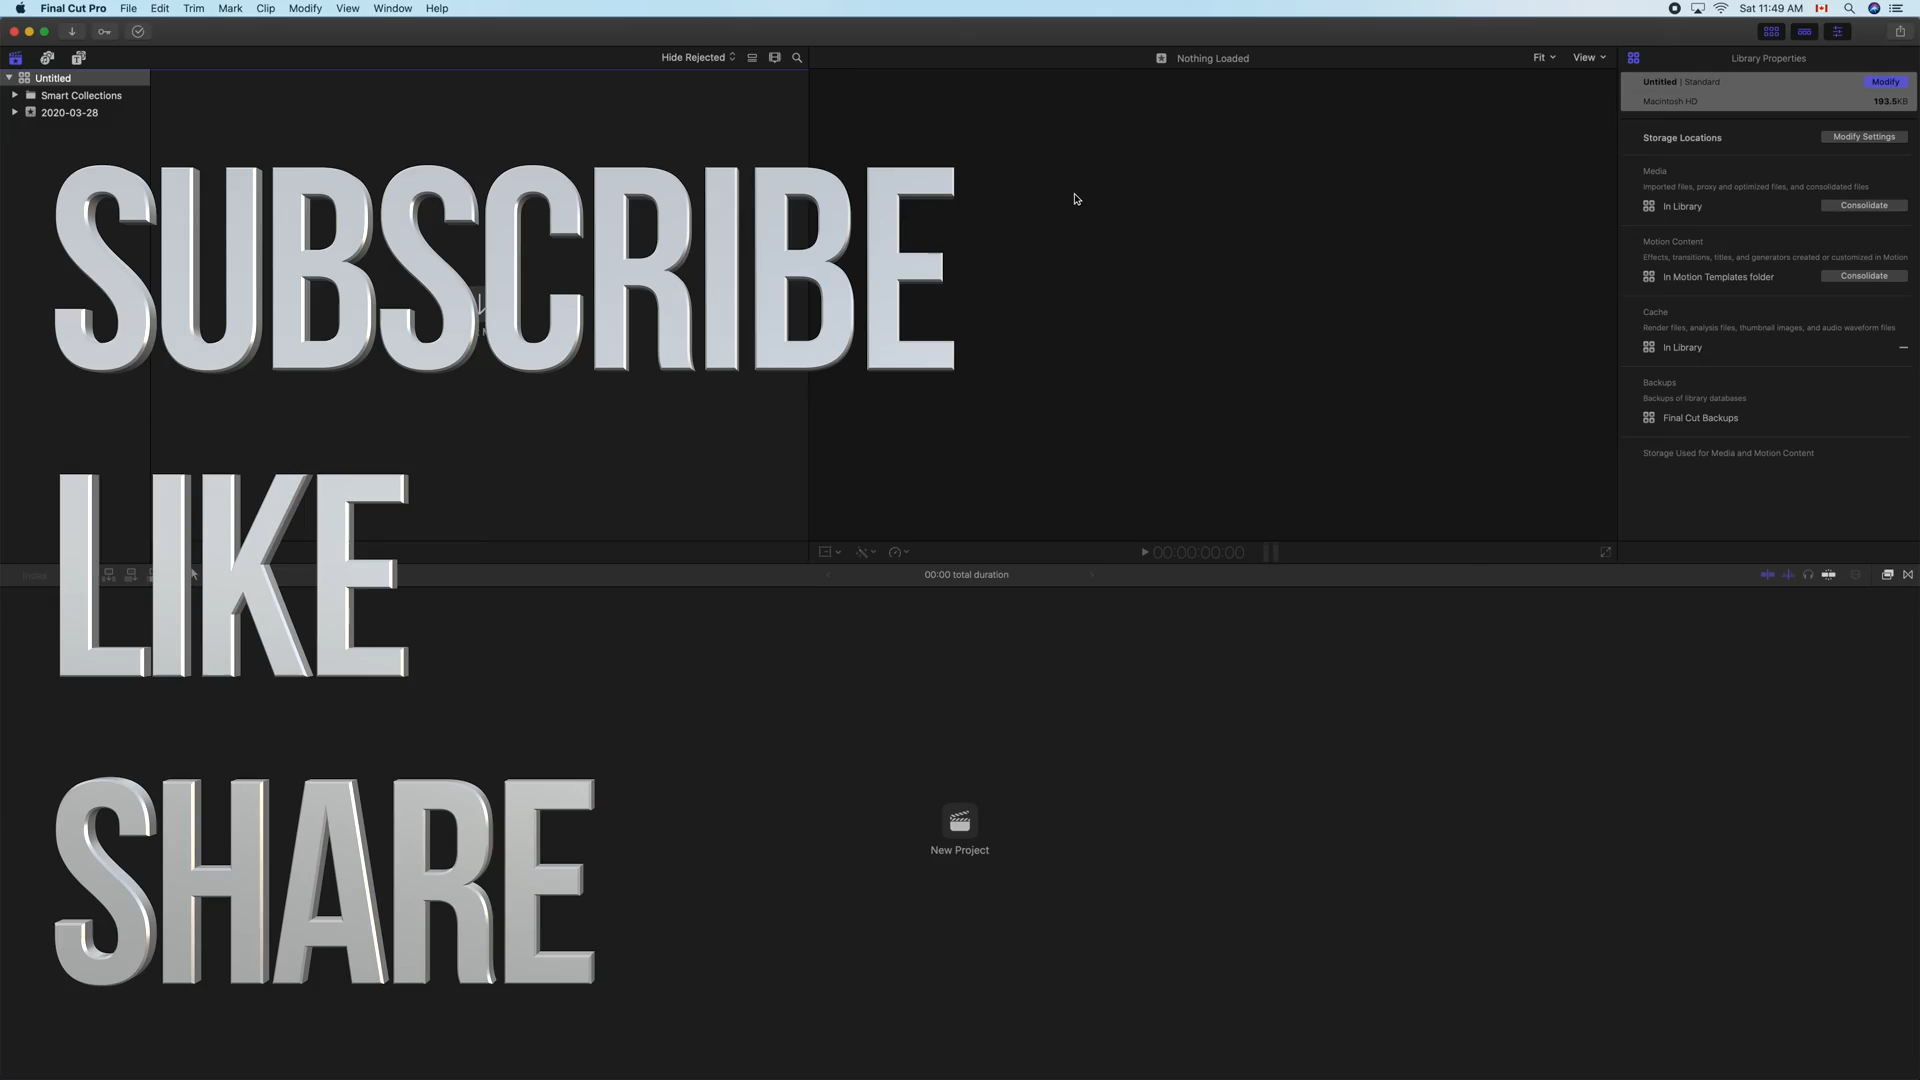 Final Cut Pro File Edit Trim Mark Clip Modify View Window Help Sat 11:49 AM
Hide Rejected
Nothing Loaded
Fit View
Library Properties
Untitled
Smart Collections
2020-03-28
Untitled | Standard Modify
Macintosh HD 193.5KB
Storage Locations Modify Settings
Media
Imported files, proxy and optimized files, and consolidated files
In Library Consolidate
Motion Content
Effects, transitions, titles, and generators created or customized in Motion
In Motion Templates folder Consolidate
Cache
Render files, analysis files, thumbnail images, and audio waveform files
In Library
Backups
Backups of library databases
Final Cut Backups
Storage Used for Media and Motion Content
SUBSCRIBE
LIKE
SHARE
00:00:00:00
Index
00:00 total duration
New Project